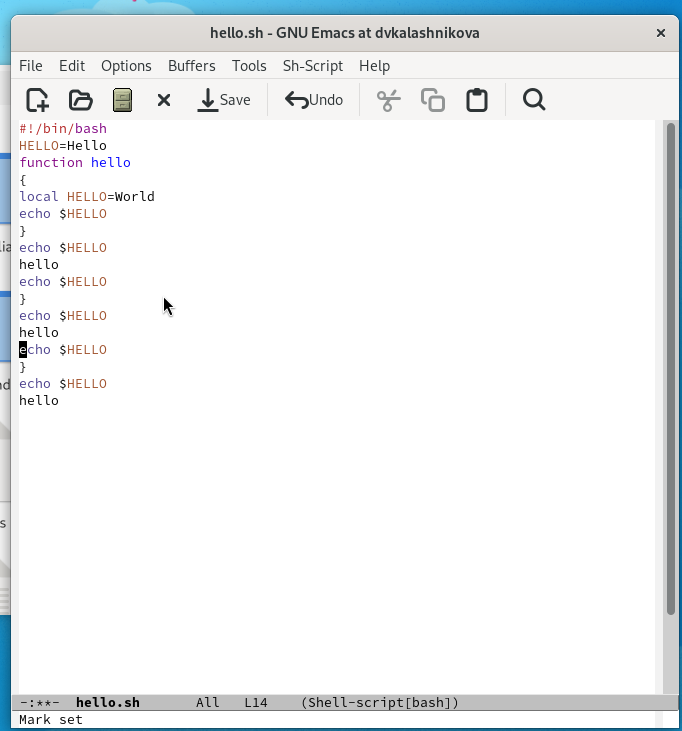 hello.sh - GNU Emacs at dvkalashnikova ×
File Edit Options Buffers Tools Sh-Script Help
Save Undo
#!/bin/bash
HELLO=Hello
function hello
{
local HELLO=World
echo $HELLO
}
echo $HELLO
hello
echo $HELLO
}
echo $HELLO
hello
echo $HELLO
}
echo $HELLO
hello
-:**- hello.sh All L14 (Shell-script[bash])
Mark set